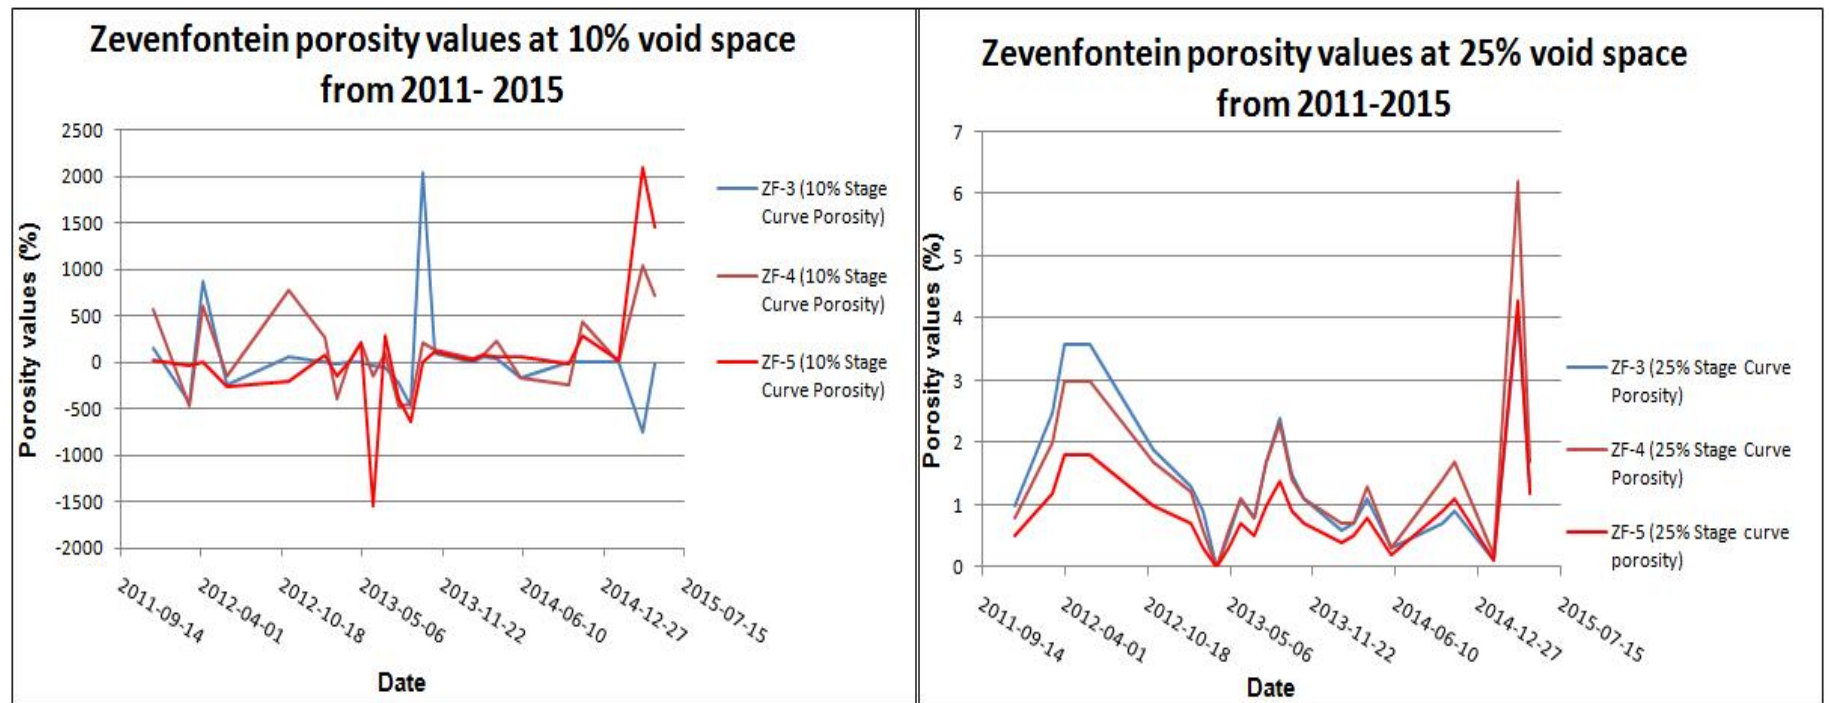 Zevenfontein porosity values at 10% void space
from 2011- 2015
2500
2000
1500
1000
500
0
-500
-1000
-1500
-2000
Porosity values (%)
2011-09-14
2012-04-01
2012-10-18
2013-05-06
2013-11-22
2014-06-10
2014-12-27
2015-07-15
Date
ZF-3 (10% Stage
Curve Porosity)
ZF-4 (10% Stage
Curve Porosity)
ZF-5 (10% Stage
Curve Porosity)
Zevenfontein porosity values at 25% void space
from 2011-2015
7
6
5
4
3
2
1
0
Porosity values (%)
2011-09-14
2012-04-01
2012-10-18
2013-05-06
2013-11-22
2014-06-10
2014-12-27
2015-07-15
Date
ZF-3 (25% Stage Curve
Porosity)
ZF-4 (25% Stage Curve
Porosity)
ZF-5 (25% Stage curve
porosity)